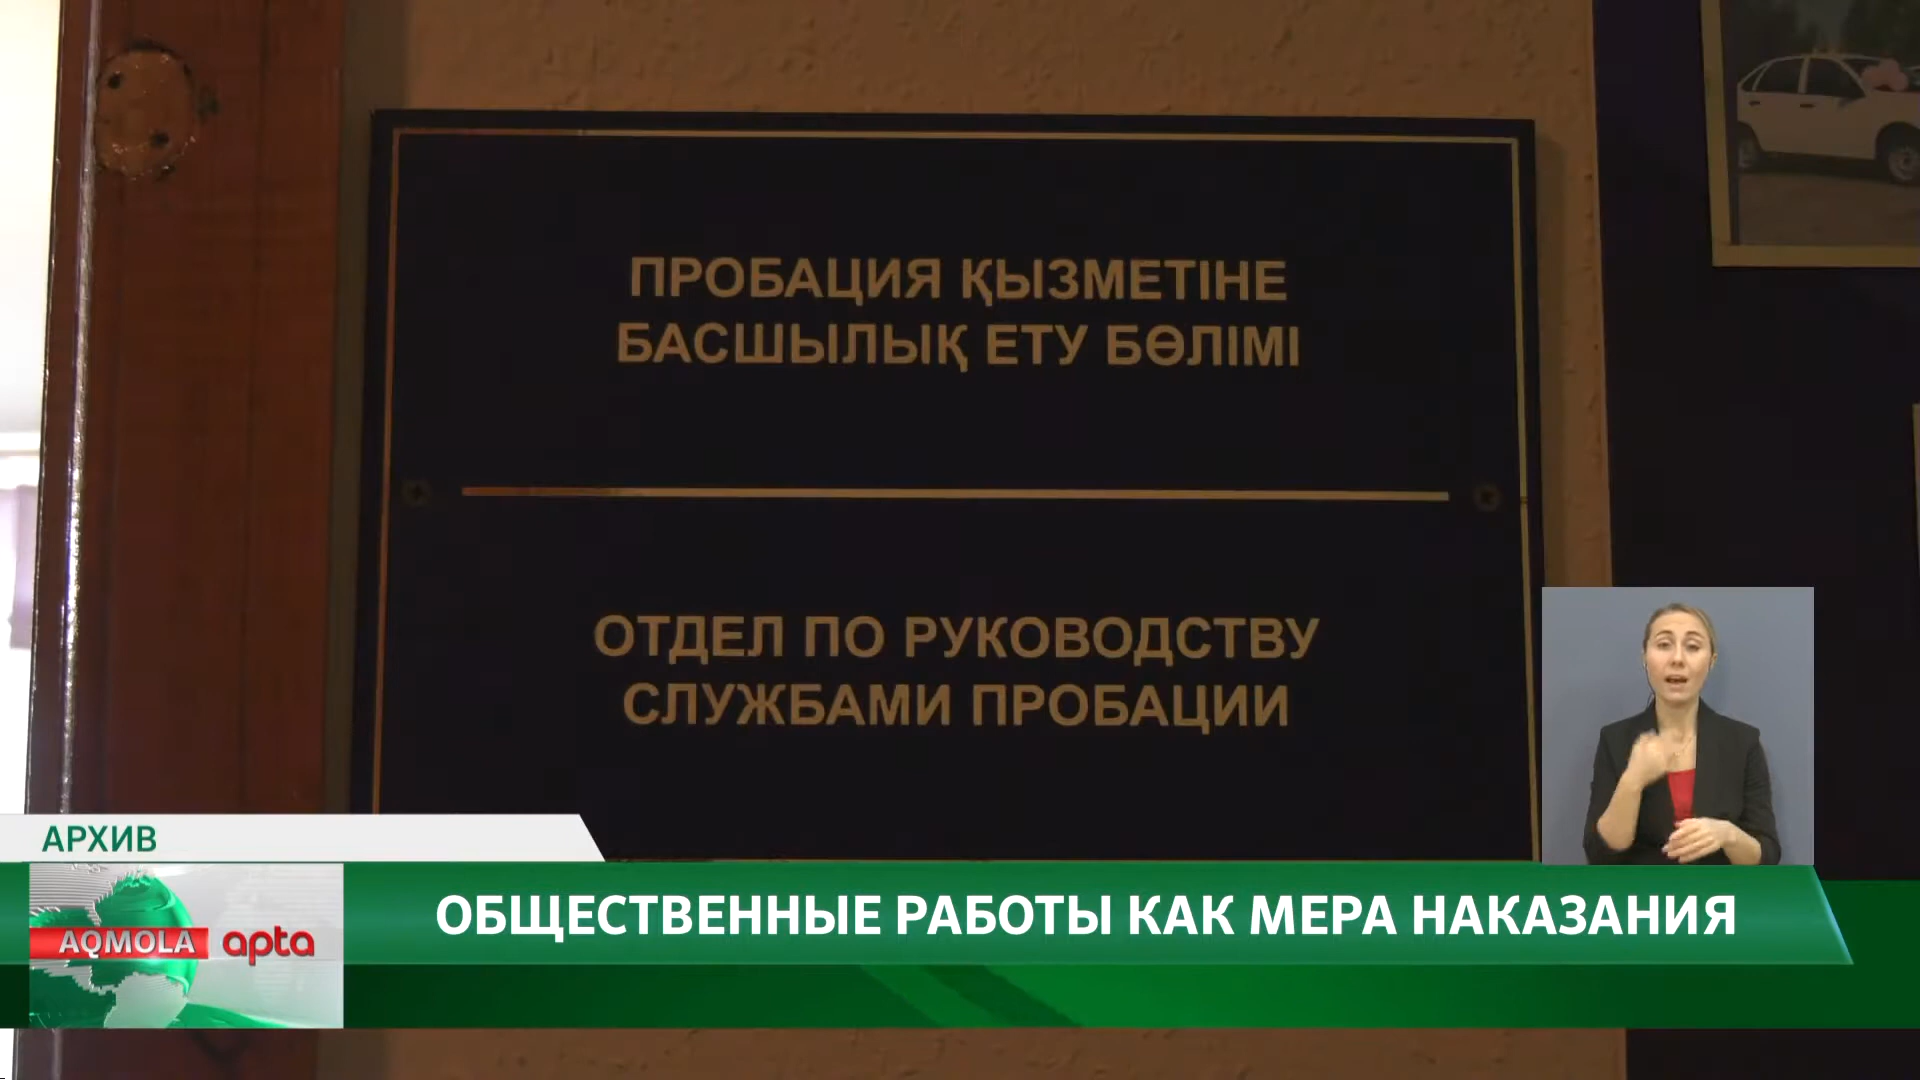 ПРОБАЦИЯ ҚЫЗМЕТІНЕ
БАСШЫЛЫҚ ЕТУ БӨЛІМІ
ОТДЕЛ ПО РУКОВОДСТВУ
СЛУЖБАМИ ПРОБАЦИИ
АРХИВ
ОБЩЕСТВЕННЫЕ РАБОТЫ КАК МЕРА НАКАЗАНИЯ
AQMOLA apta